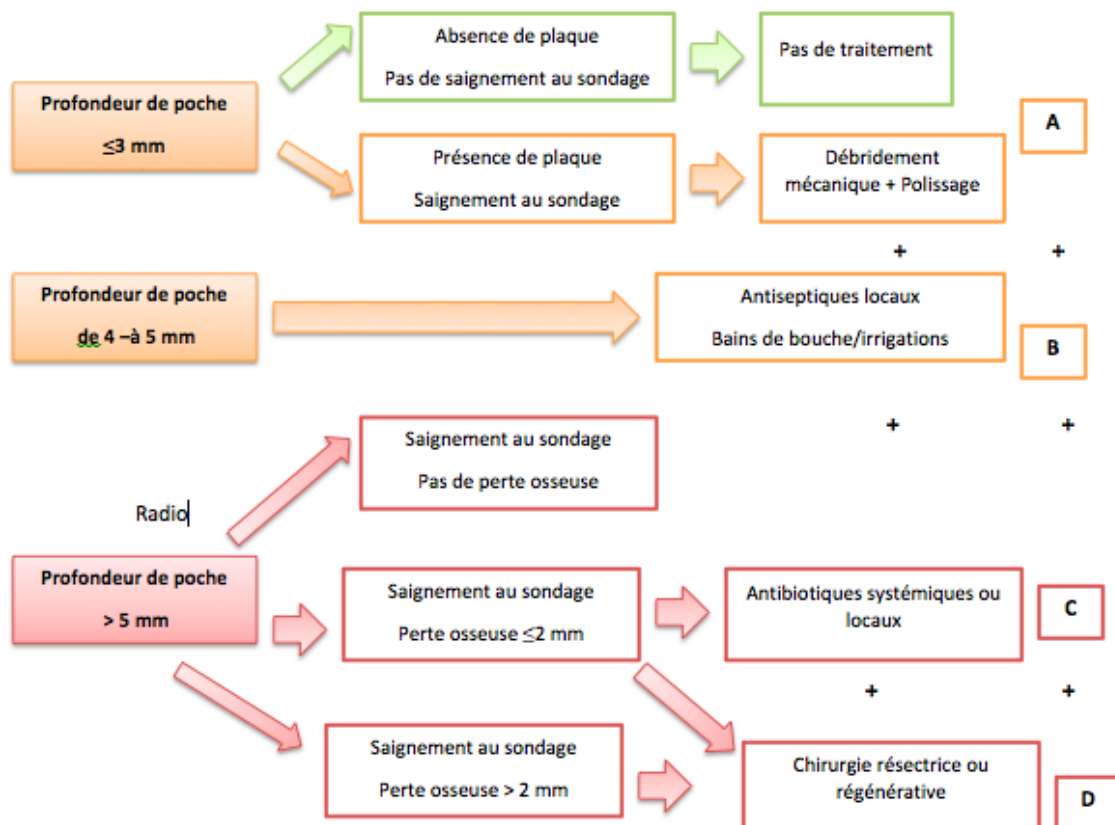 Absence de plaque
Pas de saignement au sondage
Pas de traitement
Profondeur de poche
≤3 mm
A
Présence de plaque
Saignement au sondage
Débridement
mécanique + Polissage
+
+
Profondeur de poche
de 4 –à 5 mm
Antiseptiques locaux
Bains de bouche/irrigations
B
+
+
Saignement au sondage
Pas de perte osseuse
Radio
Profondeur de poche
> 5 mm
Saignement au sondage
Perte osseuse ≤2 mm
Antibiotiques systémiques ou
locaux
C
+
+
Saignement au sondage
Perte osseuse > 2 mm
Chirurgie résectrice ou
régénérative
D